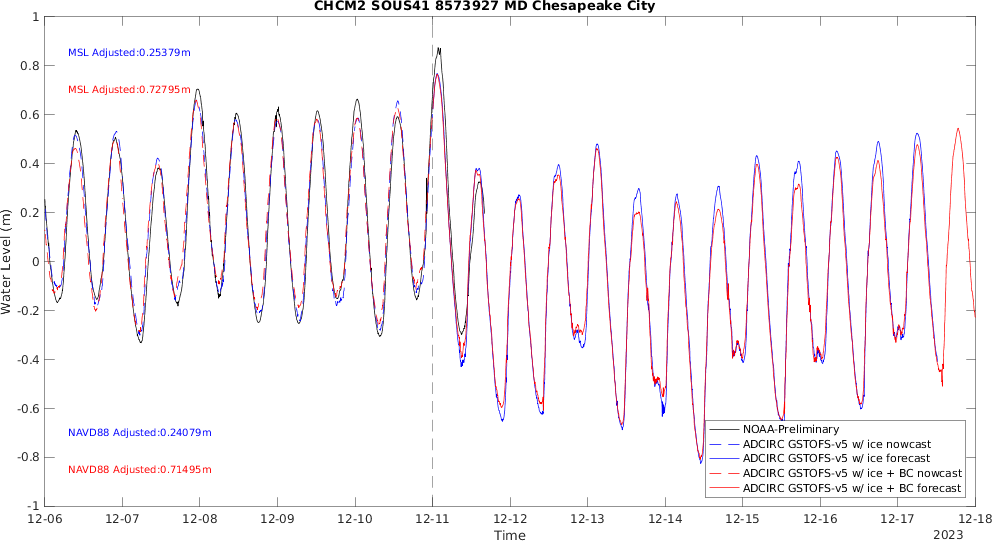 CHCM2 SOUS41 8573927 MD Chesapeake City
1
0.8
0.6
0.4
0.2
0
-0.2
-0.4
-0.6
-0.8
-1
Water Level (m)
MSL Adjusted:0.25379m
MSL Adjusted:0.72795m
NAVD88 Adjusted:0.24079m
NAVD88 Adjusted:0.71495m
NOAA-Preliminary
ADCIRC GSTOFS-v5 w/ ice nowcast
ADCIRC GSTOFS-v5 w/ ice forecast
ADCIRC GSTOFS-v5 w/ ice + BC nowcast
ADCIRC GSTOFS-v5 w/ ice + BC forecast
12-06 12-07 12-08 12-09 12-10 12-11 12-12 12-13 12-14 12-15 12-16 12-17 12-18
Time
2023